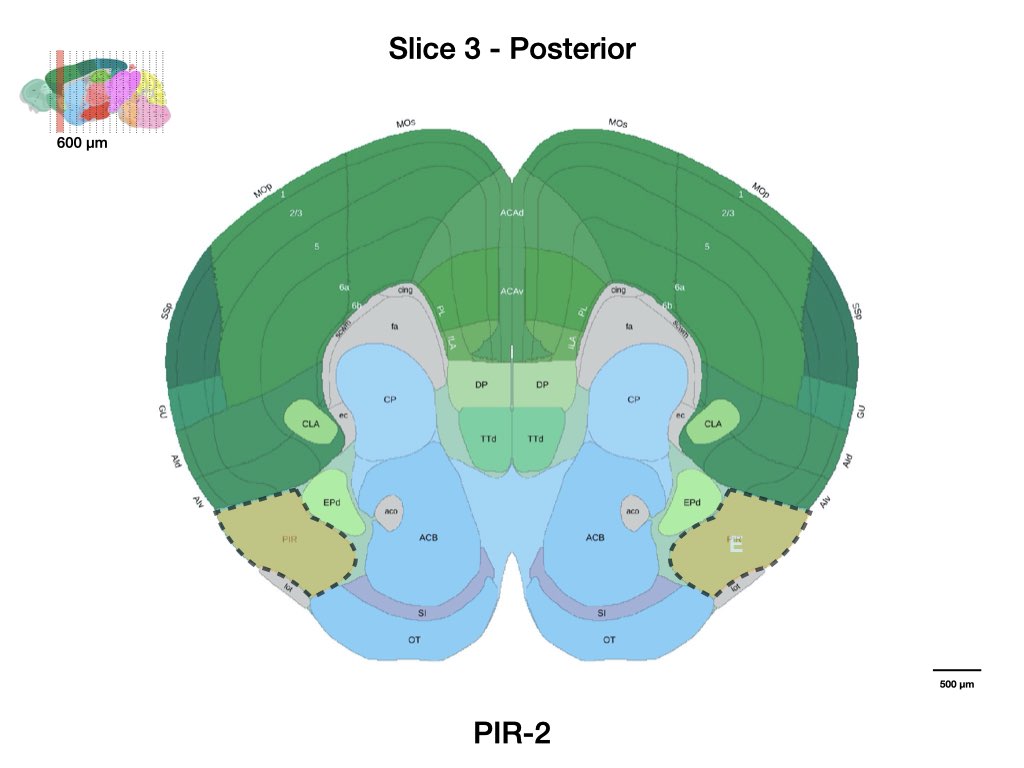 Slice 3 - Posterior
600 µm
MOs MOs
MOp MOp
1 1
2/3 ACAd 2/3
5 5
6a cing ACAv cing 6a
6b PL PL 6b
SSp scwm fa ILA ILA fa scwm SSp
DP DP
CP CP
GU ec ec GU
CLA TTd TTd CLA
AId AId
AIv EPd EPd AIv
aco aco
PIR ACB ACB E
lot lot
SI SI
OT OT
500 µm
PIR-2